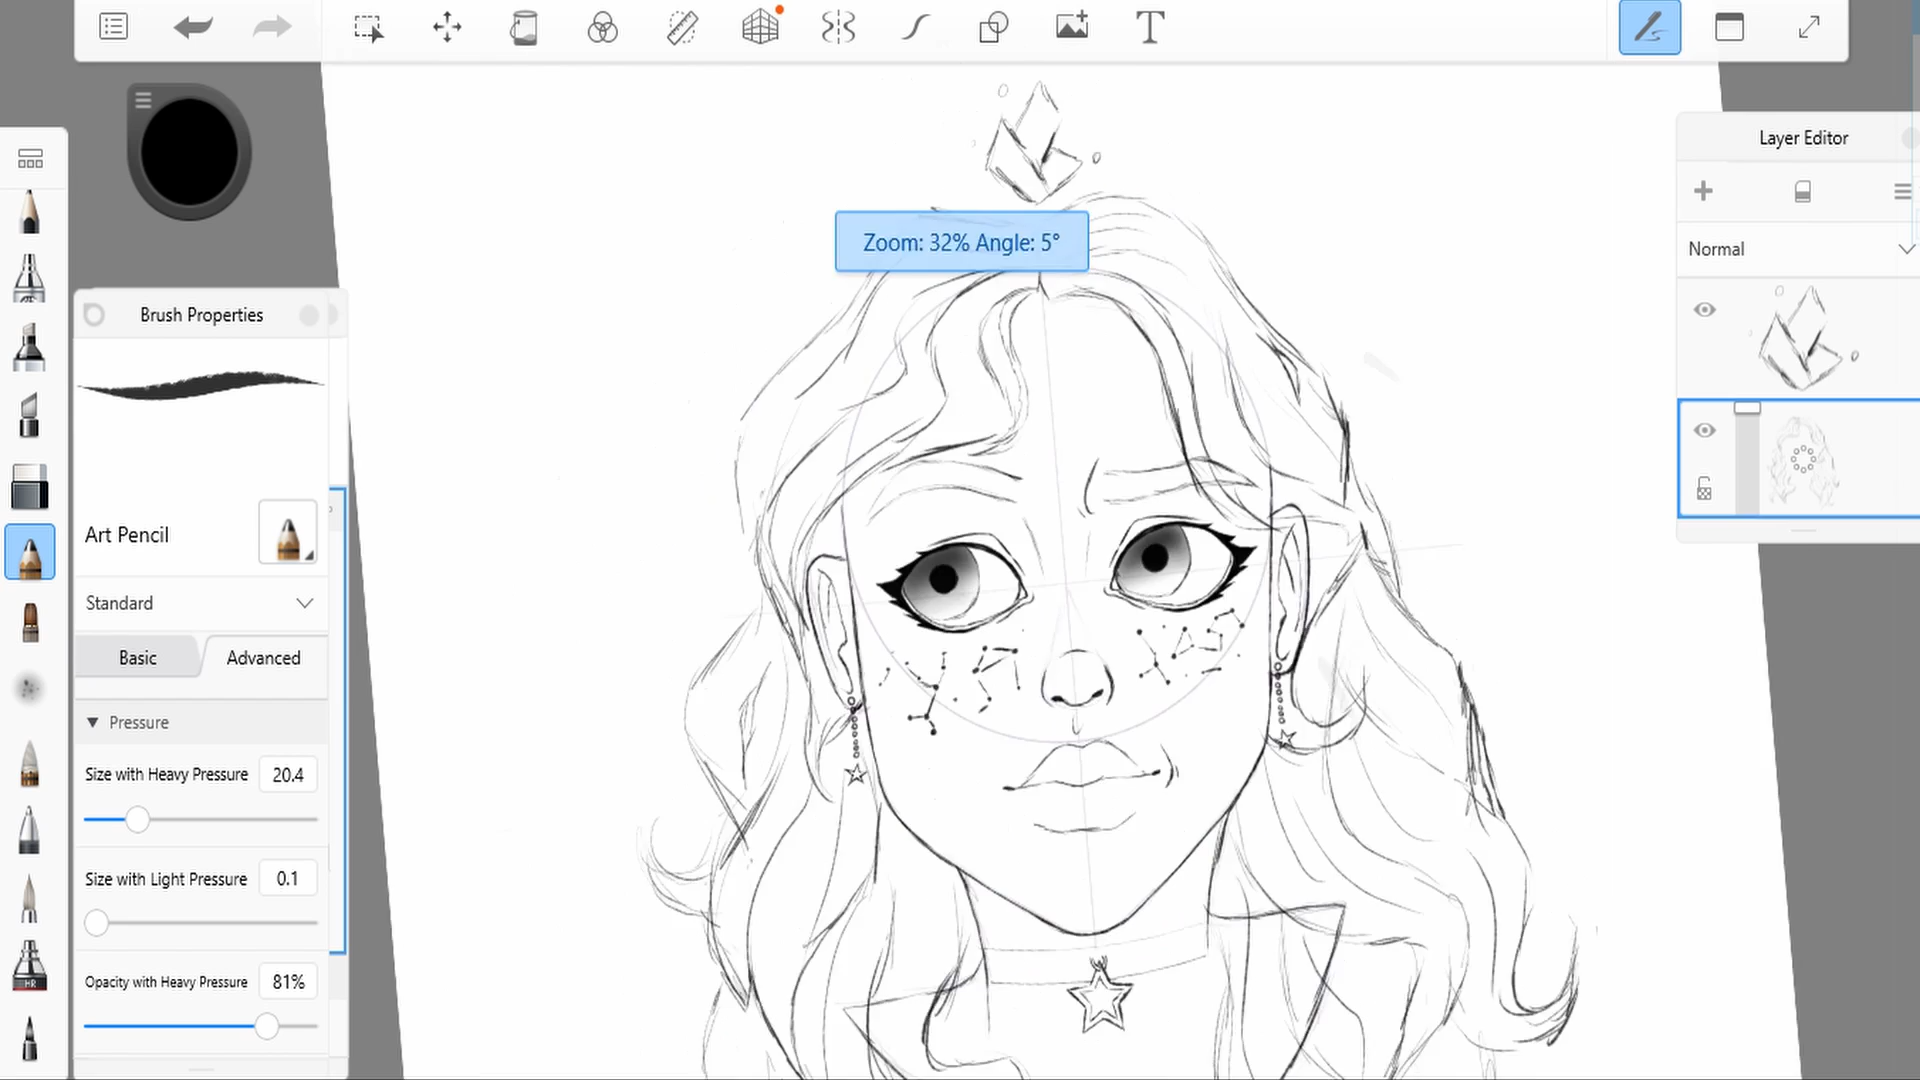 T
Layer Editor
Zoom: 32% Angle: 5°
Normal
Brush Properties
Art Pencil
Standard
Basic Advanced
Pressure
Size with Heavy Pressure 20.4
Size with Light Pressure 0.1
Opacity with Heavy Pressure 81%
HR